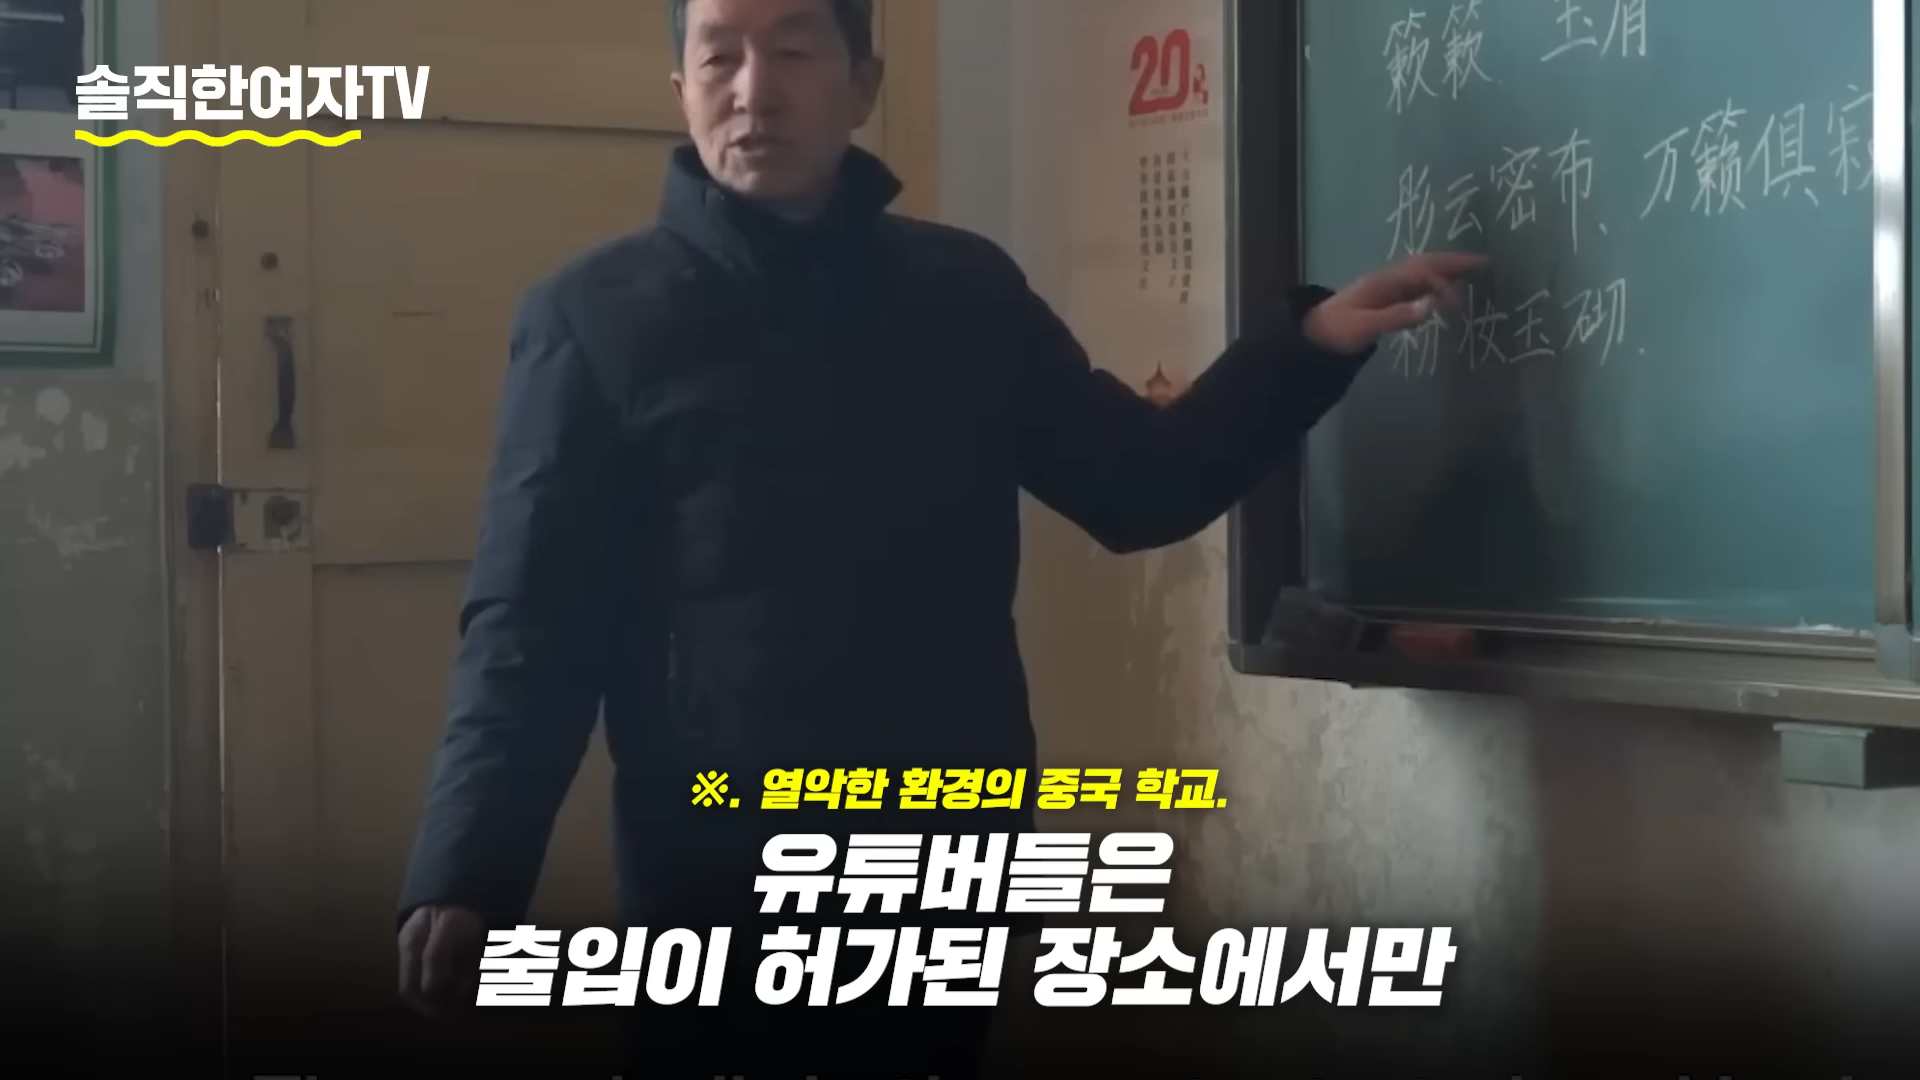 솔직한여자TV
20
簌簌 玉屑
彤云密布、万籁俱寂
粉妆玉砌.
※. 열악한 환경의 중국 학교.
유튜버들은
출입이 허가된 장소에서만